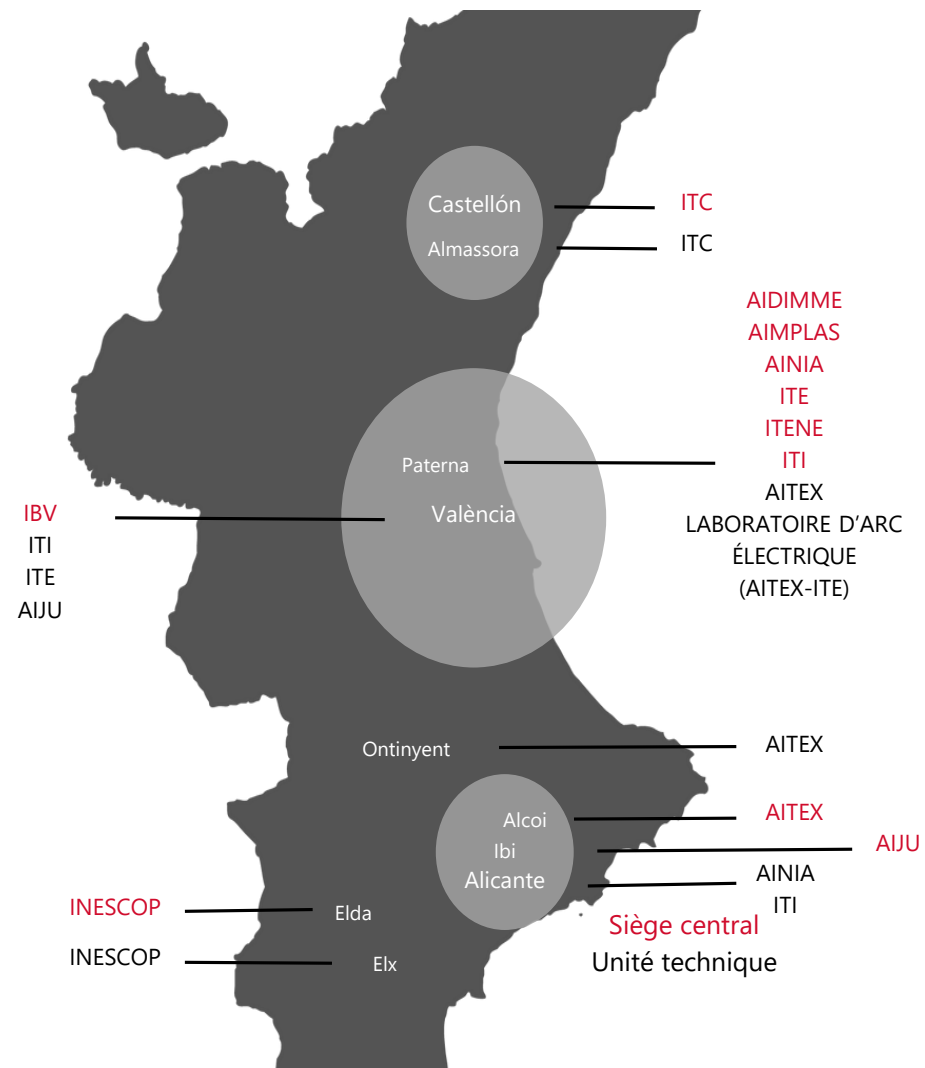 Castellón
ITC
Almassora
ITC
AIDIMME
AIMPLAS
AINIA
ITE
ITENE
ITI
AITEX
LABORATOIRE D'ARC
ÉLECTRIQUE
(AITEX-ITE)
Paterna
València
IBV
ITI
ITE
AIJU
Ontinyent
AITEX
Alcoi
AITEX
Ibi
AIJU
Alicante
AINIA
ITI
INESCOP
Elda
INESCOP
Elx
Siège central
Unité technique